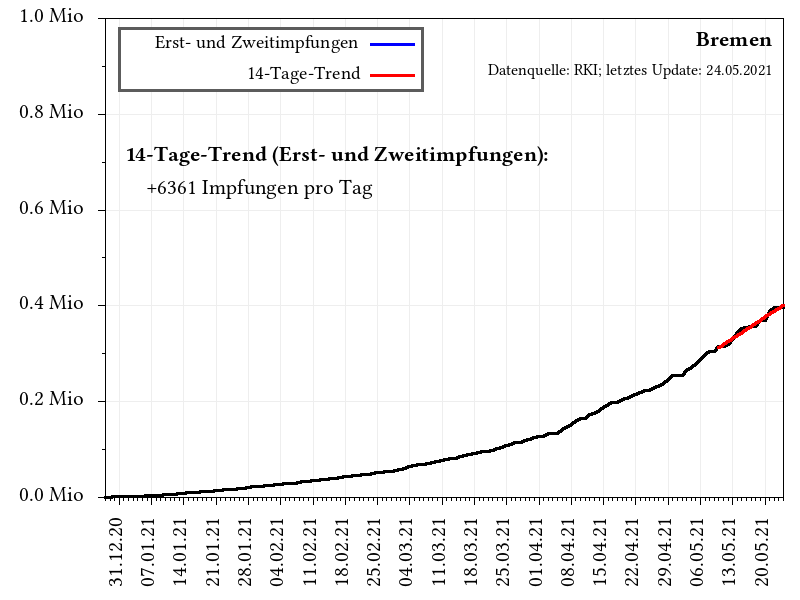 1.0 Mio
Erst- und Zweitimpfungen
14-Tage-Trend
Bremen
Datenquelle: RKI; letztes Update: 24.05.2021
0.8 Mio
14-Tage-Trend (Erst- und Zweitimpfungen):
+6361 Impfungen pro Tag
0.6 Mio
0.4 Mio
0.2 Mio
0.0 Mio
31.12.20
07.01.21
14.01.21
21.01.21
28.01.21
04.02.21
11.02.21
18.02.21
25.02.21
04.03.21
11.03.21
18.03.21
25.03.21
01.04.21
08.04.21
15.04.21
22.04.21
29.04.21
06.05.21
13.05.21
20.05.21